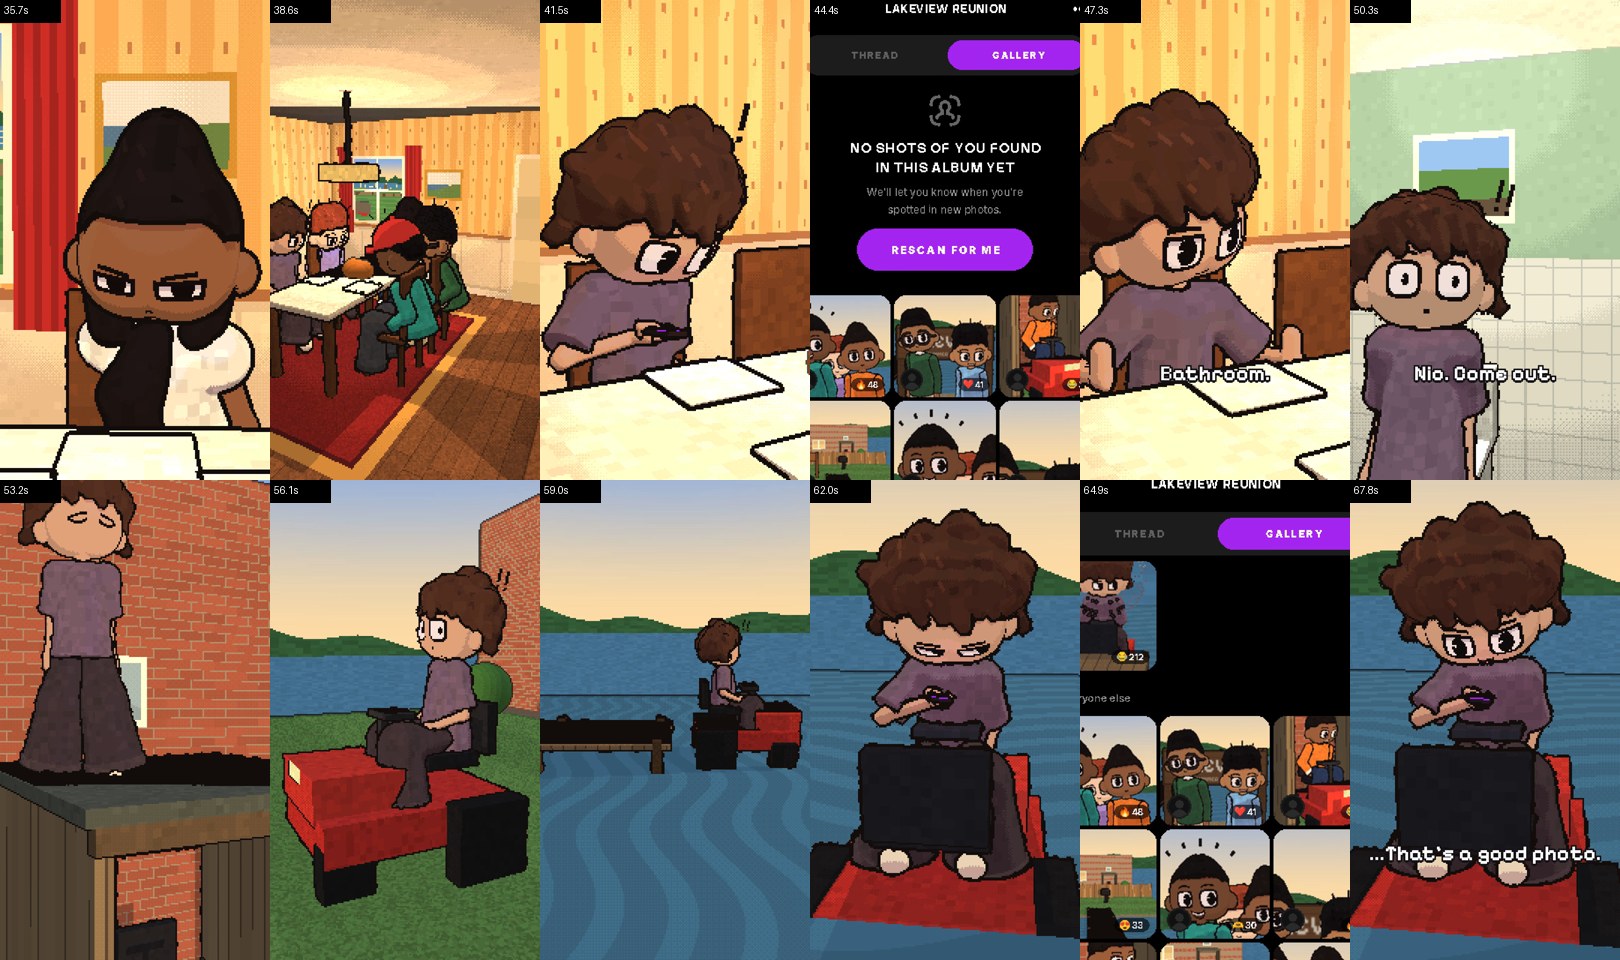 35.7s
38.6s
41.5s
44.4s
47.3s
50.3s
LAKEVIEW REUNION
THREAD
GALLERY
NO SHOTS OF YOU FOUND
IN THIS ALBUM YET
We'll let you know when you're
spotted in new photos.
RESCAN FOR ME
48
41
Bathroom.
Nio. Come out.
53.2s
56.1s
59.0s
62.0s
64.9s
67.8s
LAKEVIEW REUNION
THREAD
GALLERY
212
ryone else
48
41
33
30
...That's a good photo.